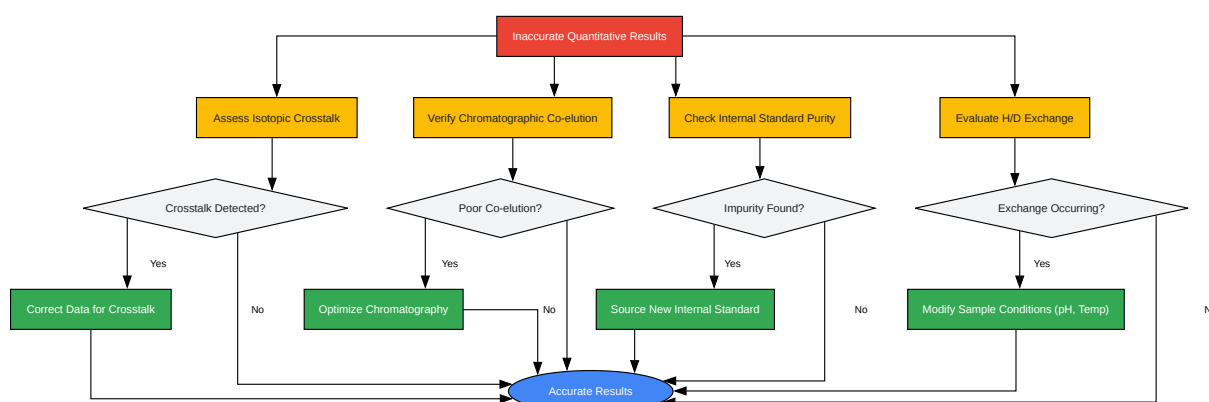 Inaccurate Quantitative Results
Assess Isotopic Crosstalk
Verify Chromatographic Co-elution
Check Internal Standard Purity
Evaluate H/D Exchange
Crosstalk Detected?
Poor Co-elution?
Impurity Found?
Exchange Occurring?
Yes
Yes
Yes
Yes
Correct Data for Crosstalk
No
Optimize Chromatography
No
Source New Internal Standard
No
Modify Sample Conditions (pH, Temp)
Accurate Results